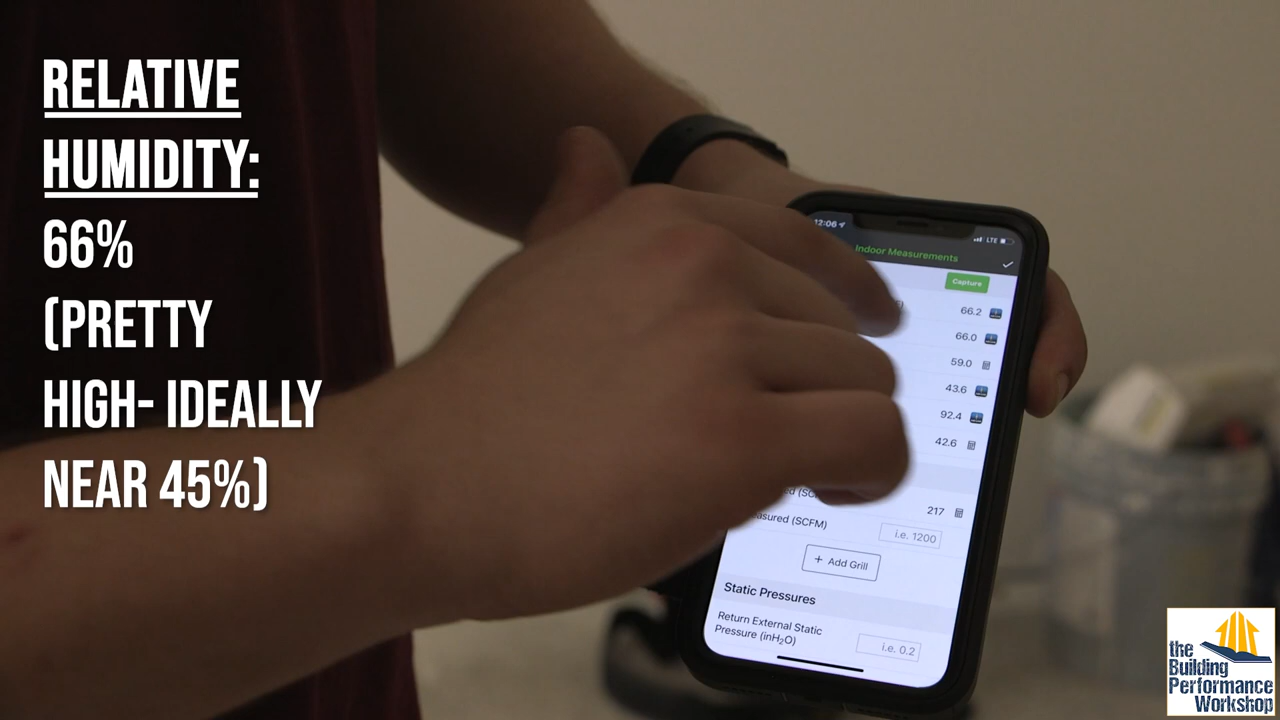 RELATIVE
HUMIDITY:
66%
(PRETTY
HIGH- IDEALLY
NEAR 45%)
12:06
LTE
Indoor Measurements
Capture
66.2
66.0
59.0
43.6
92.4
42.6
217
(SCFM)
i.e. 1200
+ Add Grill
Static Pressures
Return External Static
Pressure (inH₂O)
i.e. 0.2
the
Building
Performance
Workshop